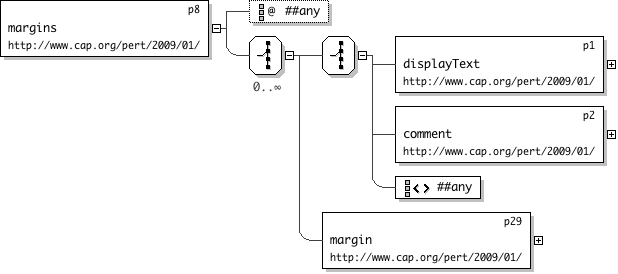 p8
margins
http://www.cap.org/pert/2009/01/
@ ##any
0..∞
p1
displayText
http://www.cap.org/pert/2009/01/
p2
comment
http://www.cap.org/pert/2009/01/
<> ##any
p29
margin
http://www.cap.org/pert/2009/01/